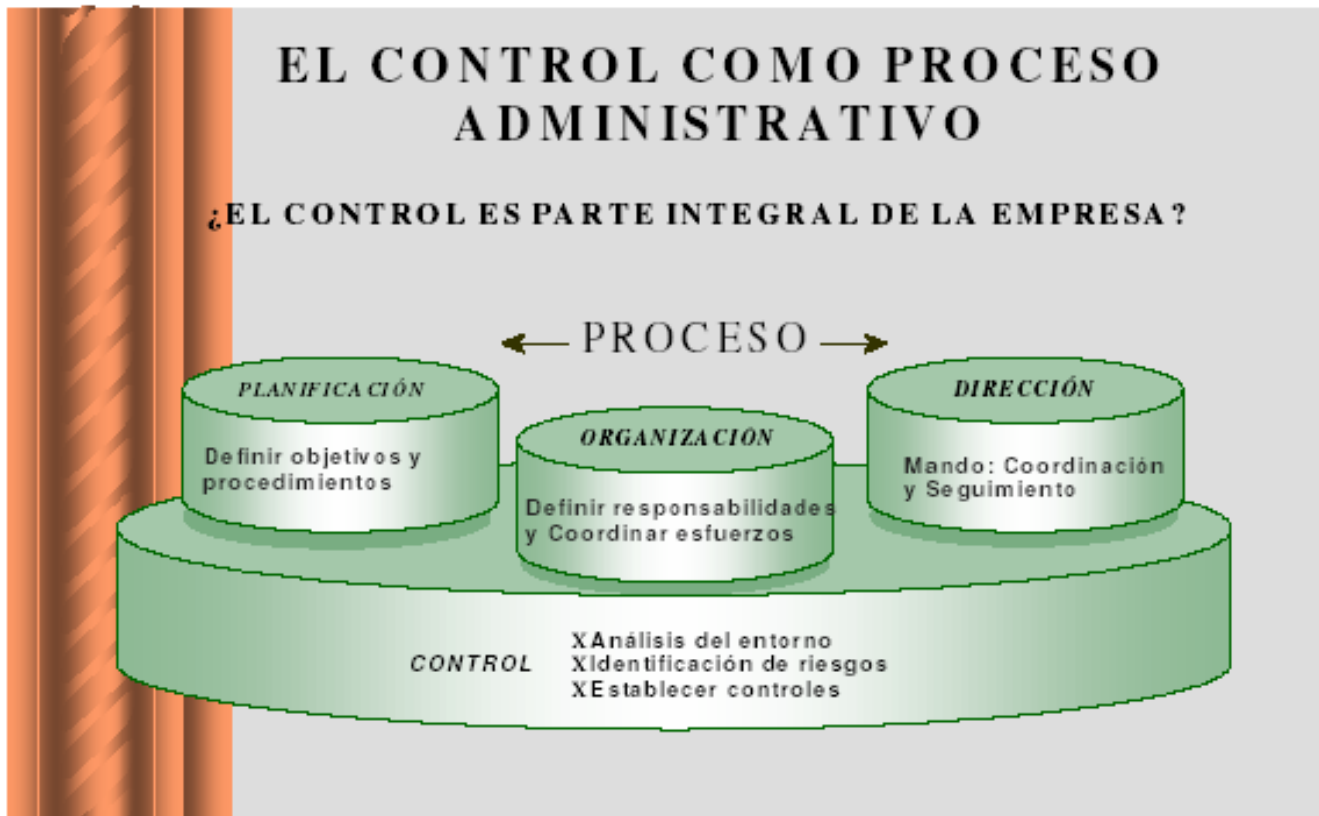 EL CONTROL COMO PROCESO
ADMINISTRATIVO
¿EL CONTROL ES PARTE INTEGRAL DE LA EMPRESA?
PROCESO
PLANIFICACIÓN
Definir objetivos y
procedimientos
ORGANIZACIÓN
Definir responsabilidades
y Coordinar esfuerzos
DIRECCIÓN
Mando: Coordinación
y Seguimiento
CONTROL
XAnálisis del entorno
XIdentificación de riesgos
XEstablecer controles